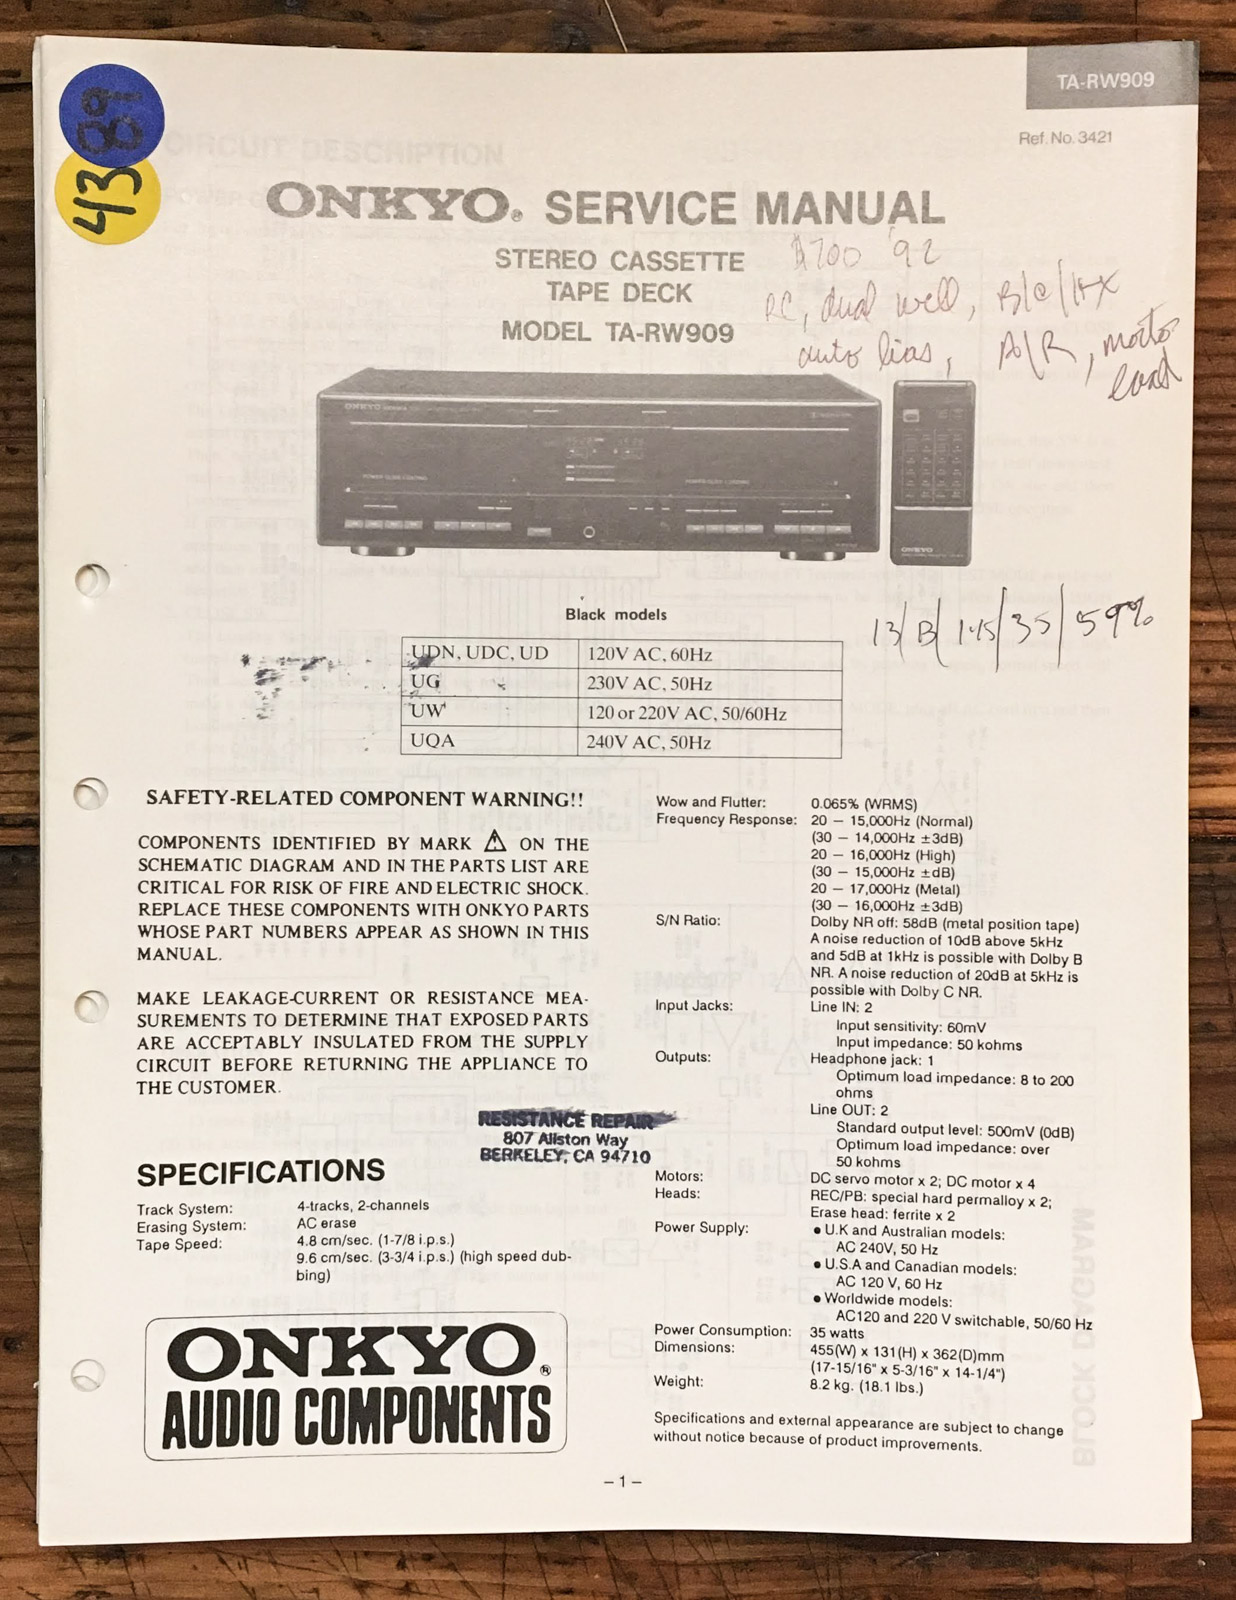 TA-RW909
Ref. No. 3421
89
43
ONKYO® SERVICE MANUAL
STEREO CASSETTE
TAPE DECK
MODEL TA-RW909
$700 '92
RC, dual well, B/C/HX
auto bias, A/R, motor
load
ONKYO
ONKYO
Black models
13/B/1.15/35/59%
UDN, UDC, UD 120V AC, 60Hz
UG 230V AC, 50Hz
UW 120 or 220V AC, 50/60Hz
UQA 240V AC, 50Hz
SAFETY-RELATED COMPONENT WARNING!!
COMPONENTS IDENTIFIED BY MARK ⚠ ON THE
SCHEMATIC DIAGRAM AND IN THE PARTS LIST ARE
CRITICAL FOR RISK OF FIRE AND ELECTRIC SHOCK.
REPLACE THESE COMPONENTS WITH ONKYO PARTS
WHOSE PART NUMBERS APPEAR AS SHOWN IN THIS
MANUAL.
MAKE LEAKAGE-CURRENT OR RESISTANCE MEA-
SUREMENTS TO DETERMINE THAT EXPOSED PARTS
ARE ACCEPTABLY INSULATED FROM THE SUPPLY
CIRCUIT BEFORE RETURNING THE APPLIANCE TO
THE CUSTOMER.
RESISTANCE REPAIR
807 Allston Way
BERKELEY, CA 94710
SPECIFICATIONS
Track System: 4-tracks, 2-channels
Erasing System: AC erase
Tape Speed: 4.8 cm/sec. (1-7/8 i.p.s.)
9.6 cm/sec. (3-3/4 i.p.s.) (high speed dub-
bing)
Wow and Flutter: 0.065% (WRMS)
Frequency Response: 20 – 15,000Hz (Normal)
(30 – 14,000Hz ±3dB)
20 – 16,000Hz (High)
(30 – 15,000Hz ±dB)
20 – 17,000Hz (Metal)
(30 – 16,000Hz ±3dB)
S/N Ratio: Dolby NR off: 58dB (metal position tape)
A noise reduction of 10dB above 5kHz
and 5dB at 1kHz is possible with Dolby B
NR. A noise reduction of 20dB at 5kHz is
possible with Dolby C NR.
Input Jacks: Line IN: 2
Input sensitivity: 60mV
Input impedance: 50 kohms
Outputs: Headphone jack: 1
Optimum load impedance: 8 to 200
ohms
Line OUT: 2
Standard output level: 500mV (0dB)
Optimum load impedance: over
50 kohms
Motors: DC servo motor x 2; DC motor x 4
Heads: REC/PB: special hard permalloy x 2;
Erase head: ferrite x 2
Power Supply: ● U.K and Australian models:
AC 240V, 50 Hz
● U.S.A and Canadian models:
AC 120 V, 60 Hz
● Worldwide models:
AC120 and 220 V switchable, 50/60 Hz
Power Consumption: 35 watts
Dimensions: 455(W) x 131(H) x 362(D)mm
(17-15/16" x 5-3/16" x 14-1/4")
Weight: 8.2 kg. (18.1 lbs.)
Specifications and external appearance are subject to change
without notice because of product improvements.
ONKYO®
AUDIO COMPONENTS
– 1 –
CIRCUIT DESCRIPTION
BLOCK DIAGRAM